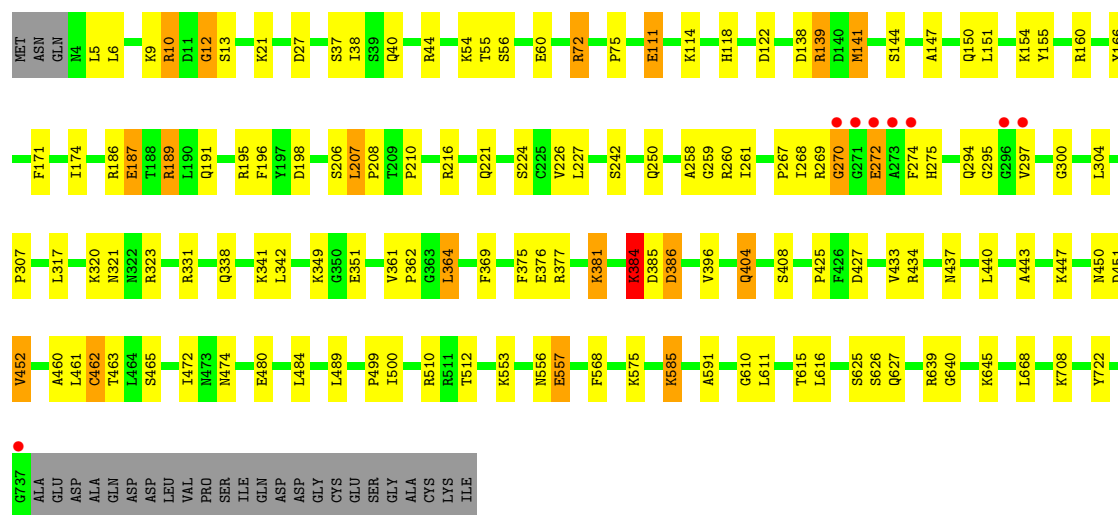 MET ASN GLN N4 L5 L6 K9 R10 D11 G12 S13 K21 D27 S37 I38 S39 Q40 R44 K54 T55 S56 E60 R72 P75 E111 K114 H118 D122 D138 R139 D140 M141 S144 A147 Q150 L151 K154 Y155 R160
F171 I174 R186 E187 T188 R189 L190 Q191 R195 F196 Y197 D198 S206 L207 P208 T209 P210 R216 Q221 S224 C225 V226 L227 S242 Q250 A258 G259 R260 I261 P267 I268 R269 G270 G271 E272 A273 F274 H275 Q294 G295 G296 V297 G300 L304
P307 L317 K320 N321 N322 R323 R331 Q338 K341 L342 K349 G350 E351 V361 P362 G363 L364 F369 F375 E376 R377 K381 K384 D385 D386 V396 Q404 S408 P425 F426 D427 V433 R434 N437 L440 A443 K447 N450
V452 A460 L461 C462 T463 L464 S465 I472 N473 N474 E480 L484 L489 P499 I500 R510 R511 T512 K553 N556 E557 F568 K575 K585 A591 G610 L611 T615 L616 S625 S626 Q627 R639 G640 K645 L668 K708 Y722
G737 ALA GLU ASP ALA GLN ASP ASP LEU VAL PRO SER ILE GLN ASP ASP GLY CYS GLU SER GLY ALA CYS LYS ILE